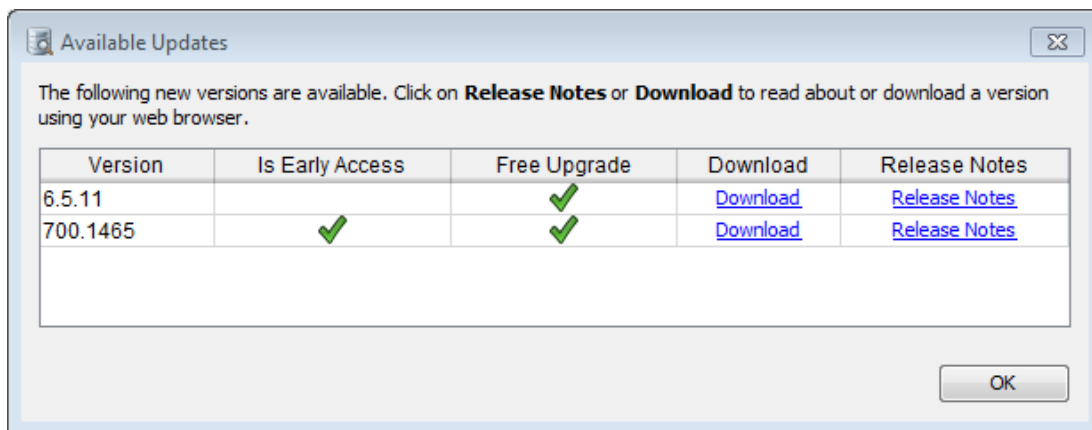 Available Updates
The following new versions are available. Click on Release Notes or Download to read about or download a version
using your web browser.
Version Is Early Access Free Upgrade Download Release Notes
6.5.11 Download Release Notes
700.1465 Download Release Notes
OK